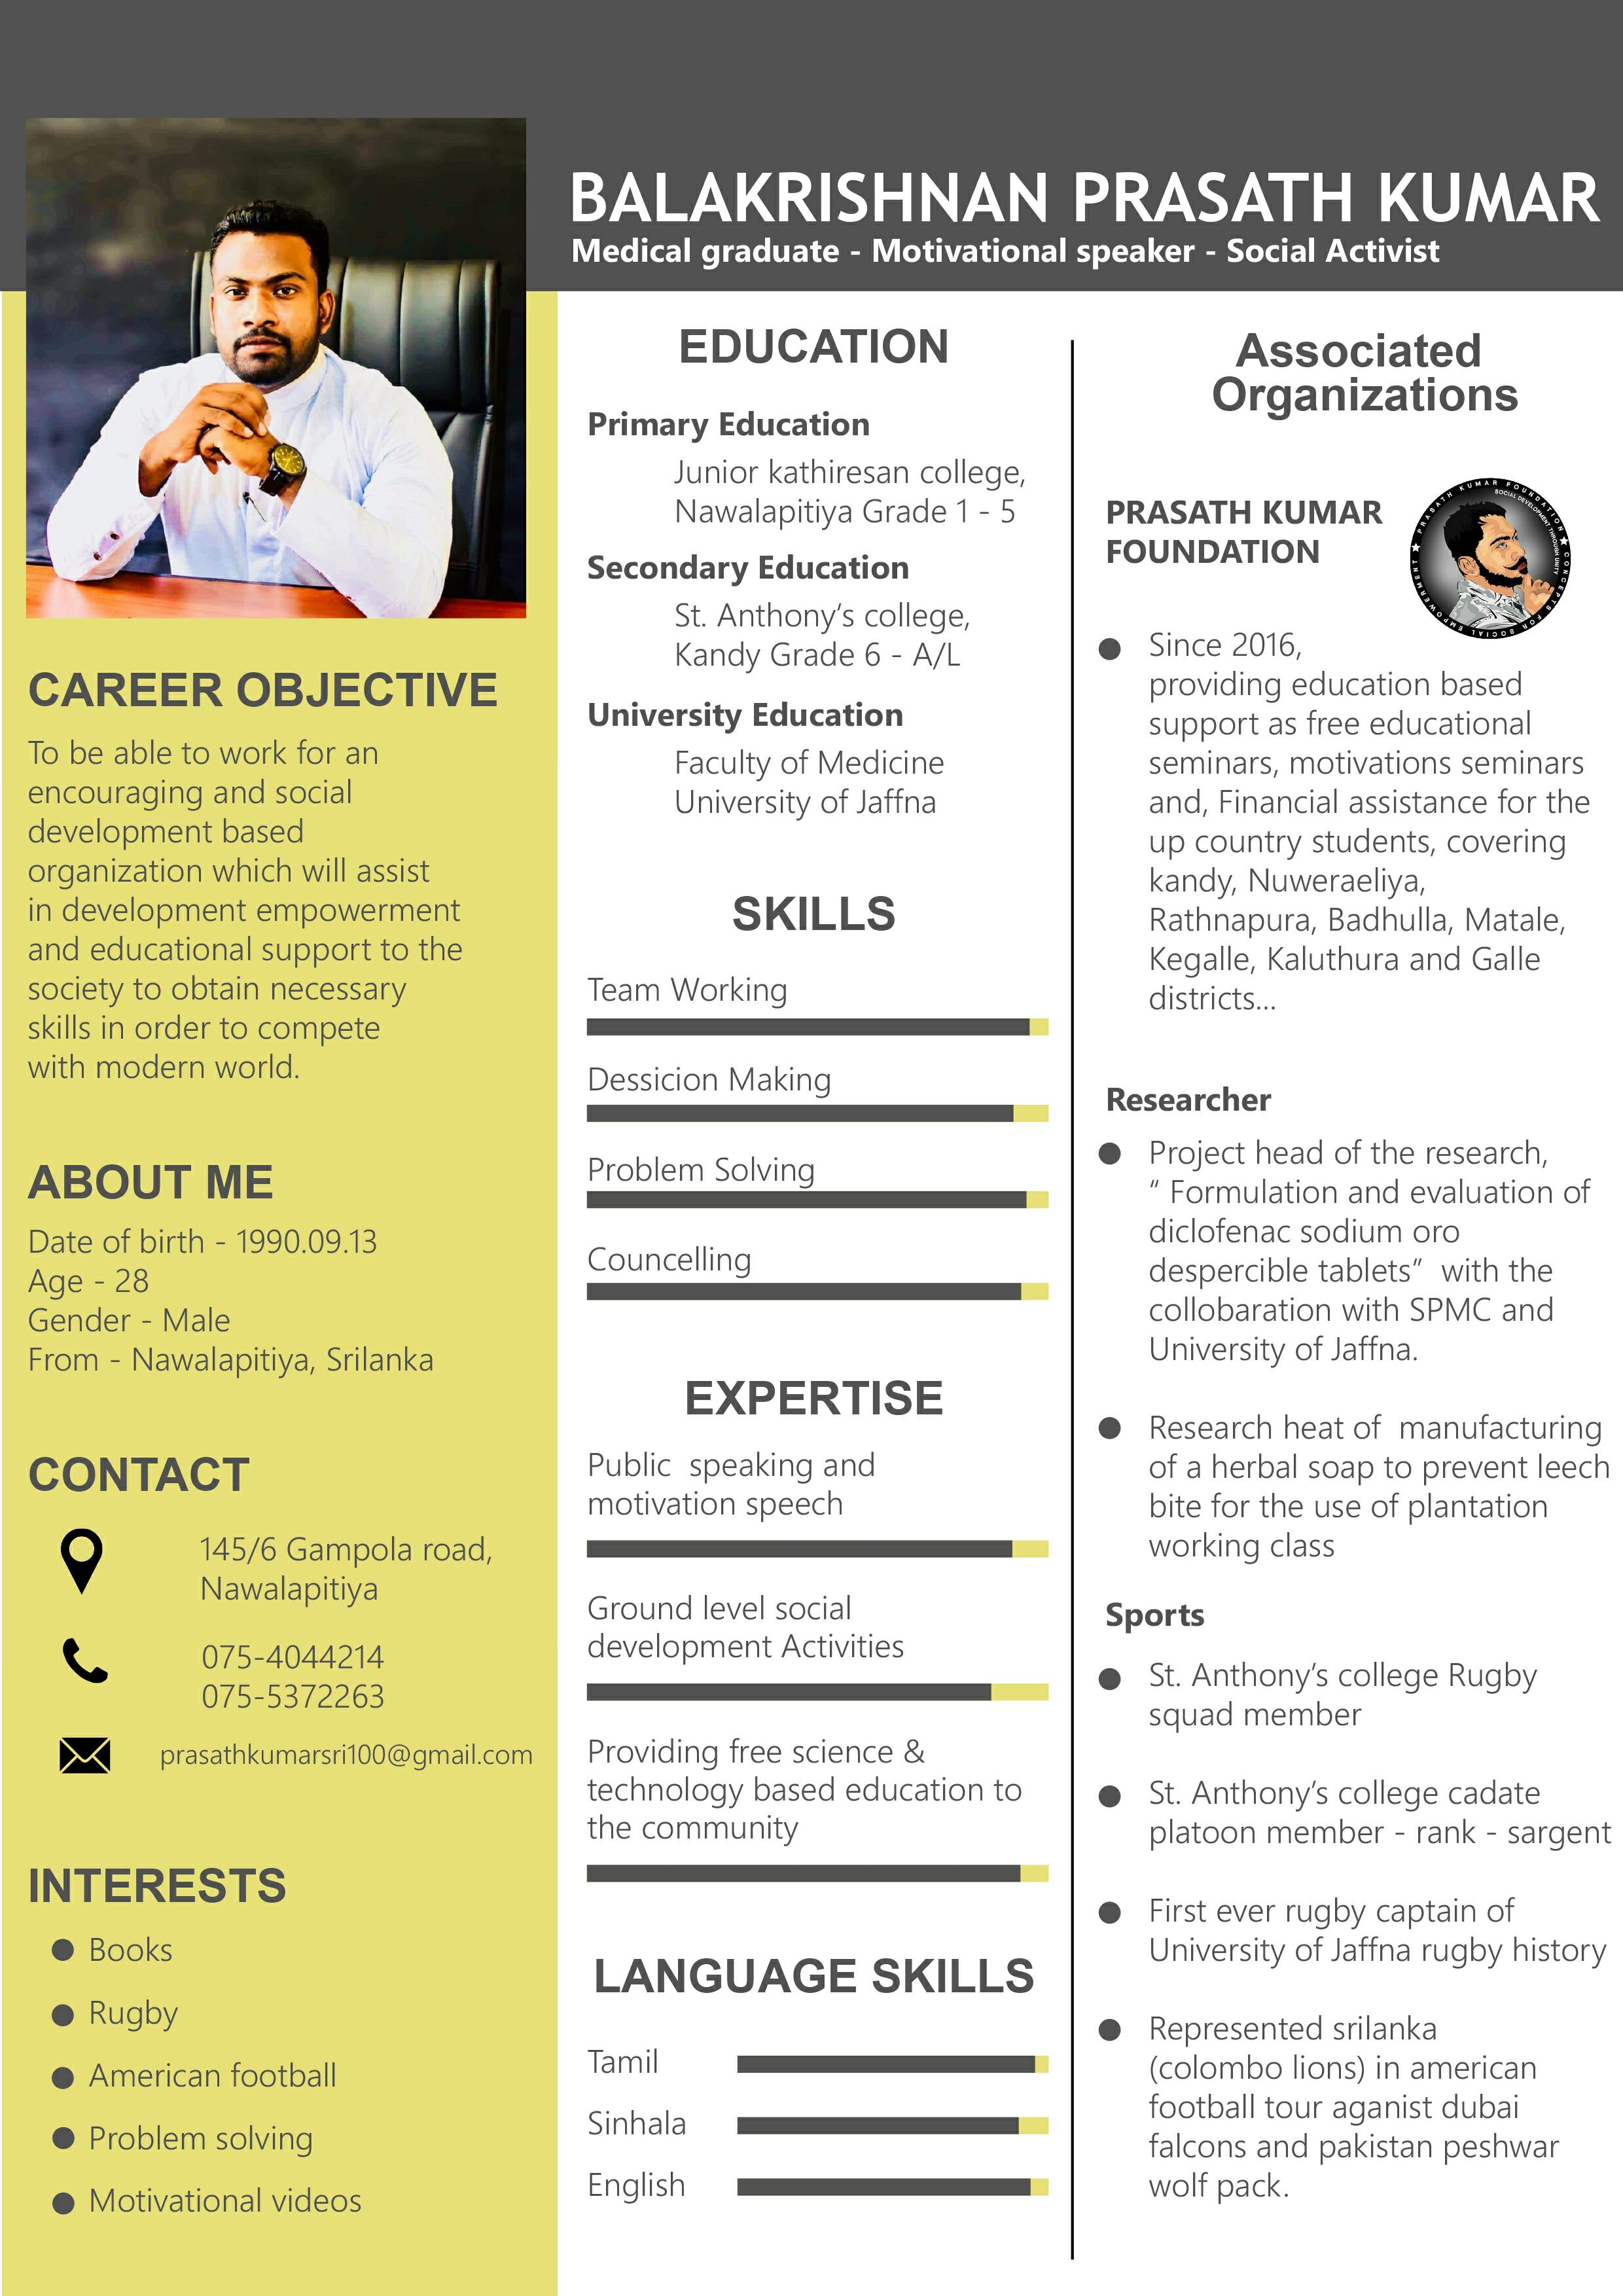 BALAKRISHNAN PRASATH KUMAR
Medical graduate - Motivational speaker - Social Activist
CAREER OBJECTIVE
To be able to work for an
encouraging and social
development based
organization which will assist
in development empowerment
and educational support to the
society to obtain necessary
skills in order to compete
with modern world.
ABOUT ME
Date of birth - 1990.09.13
Age - 28
Gender - Male
From - Nawalapitiya, Srilanka
CONTACT
145/6 Gampola road,
Nawalapitiya
075-4044214
075-5372263
prasathkumarsri100@gmail.com
INTERESTS
Books
Rugby
American football
Problem solving
Motivational videos
EDUCATION
Primary Education
Junior kathiresan college,
Nawalapitiya Grade 1 - 5
Secondary Education
St. Anthony’s college,
Kandy Grade 6 - A/L
University Education
Faculty of Medicine
University of Jaffna
SKILLS
Team Working
Dessicion Making
Problem Solving
Councelling
EXPERTISE
Public  speaking and
motivation speech
Ground level social
development Activities
Providing free science &
technology based education to
the community
LANGUAGE SKILLS
Tamil
Sinhala
English
Associated
Organizations
PRASATH KUMAR
FOUNDATION
PRASATH KUMAR FOUNDATION
SOCIAL DEVELOPMENT THROUGH UNITY
CONCEPTS FOR SOCIAL EMPOWERMENT
Since 2016,
providing education based
support as free educational
seminars, motivations seminars
and, Financial assistance for the
up country students, covering
kandy, Nuweraeliya,
Rathnapura, Badhulla, Matale,
Kegalle, Kaluthura and Galle
districts...
Researcher
Project head of the research,
“ Formulation and evaluation of
diclofenac sodium oro
despercible tablets”  with the
collobaration with SPMC and
University of Jaffna.
Research heat of  manufacturing
of a herbal soap to prevent leech
bite for the use of plantation
working class
Sports
St. Anthony’s college Rugby
squad member
St. Anthony’s college cadate
platoon member - rank - sargent
First ever rugby captain of
University of Jaffna rugby history
Represented srilanka
(colombo lions) in american
football tour aganist dubai
falcons and pakistan peshwar
wolf pack.